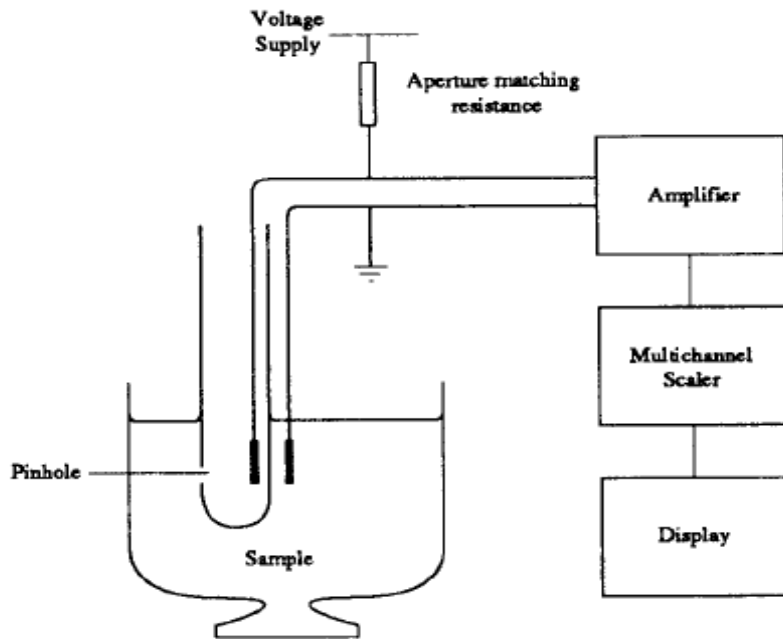 Voltage
Supply
Aperture matching
resistance
Amplifier
Multichannel
Scaler
Pinhole
Display
Sample